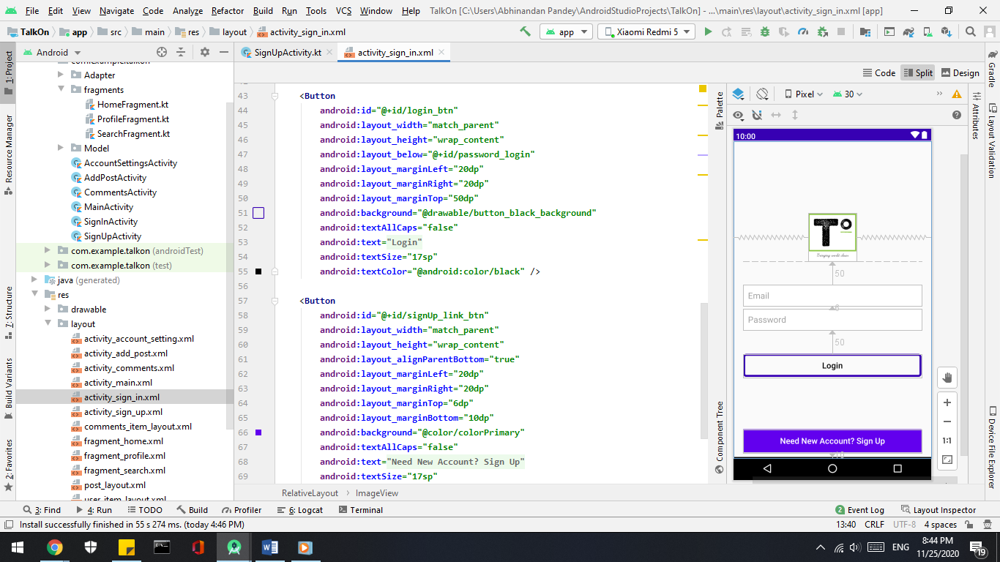 File Edit View Navigate Code Analyze Refactor Build Run Tools VCS Window Help TalkOn [C:\Users\Abhinandan Pandey\AndroidStudioProjects\TalkOn] - ...\main\res\layout\activity_sign_in.xml [app]
TalkOn app src main res layout activity_sign_in.xml app Xiaomi Redmi 5
Android SignUpActivity.kt activity_sign_in.xml
Code Split Design
com.example.talkon
Adapter
fragments
HomeFragment.kt
ProfileFragment.kt
SearchFragment.kt
Model
AccountSettingsActivity
AddPostActivity
CommentsActivity
MainActivity
SignInActivity
SignUpActivity
com.example.talkon (androidTest)
com.example.talkon (test)
java (generated)
res
drawable
layout
activity_account_setting.xml
activity_add_post.xml
activity_comments.xml
activity_main.xml
activity_sign_in.xml
activity_sign_up.xml
comments_item_layout.xml
fragment_home.xml
fragment_profile.xml
fragment_search.xml
post_layout.xml
user_item_layout.xml
1: Project
Resource Manager
7: Structure
Build Variants
2: Favorites
43 <Button
44 android:id="@+id/login_btn"
45 android:layout_width="match_parent"
46 android:layout_height="wrap_content"
47 android:layout_below="@+id/password_login"
48 android:layout_marginLeft="20dp"
49 android:layout_marginRight="20dp"
50 android:layout_marginTop="50dp"
51 android:background="@drawable/button_black_background"
52 android:textAllCaps="false"
53 android:text="Login"
54 android:textSize="17sp"
55 android:textColor="@android:color/black" />
56
57 <Button
58 android:id="@+id/signUp_link_btn"
59 android:layout_width="match_parent"
60 android:layout_height="wrap_content"
61 android:layout_alignParentBottom="true"
62 android:layout_marginLeft="20dp"
63 android:layout_marginRight="20dp"
64 android:layout_marginTop="6dp"
65 android:layout_marginBottom="10dp"
66 android:background="@color/colorPrimary"
67 android:textAllCaps="false"
68 android:text="Need New Account? Sign Up"
69 android:textSize="17sp"
RelativeLayout ImageView
Palette
Component Tree
Pixel 30
10:00
TO
50
Email
6
Password
50
Login
Need New Account? Sign Up
10
1:1
Attributes
Gradle
Layout Validation
Device File Explorer
3: Find 4: Run TODO Build Profiler 6: Logcat Terminal 2 Event Log Layout Inspector
Install successfully finished in 55 s 274 ms. (today 4:46 PM) 13:40 CRLF UTF-8 4 spaces
ENG 8:44 PM
11/25/2020 19